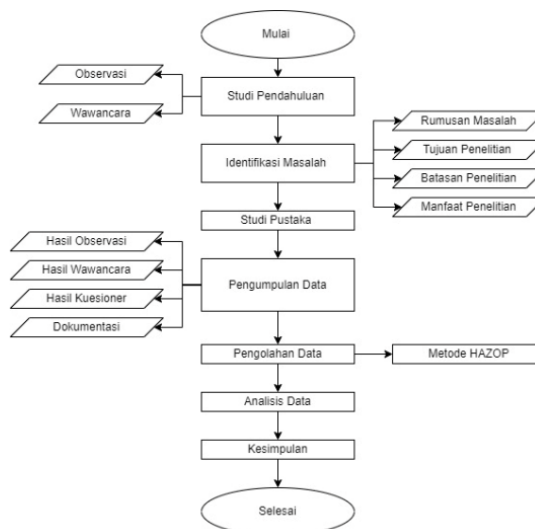 Mulai
Observasi
Studi Pendahuluan
Wawancara
Rumusan Masalah
Identifikasi Masalah
Tujuan Penelitian
Batasan Penelitian
Manfaat Penelitian
Studi Pustaka
Hasil Observasi
Hasil Wawancara
Pengumpulan Data
Hasil Kuesioner
Dokumentasi
Pengolahan Data
Metode HAZOP
Analisis Data
Kesimpulan
Selesai